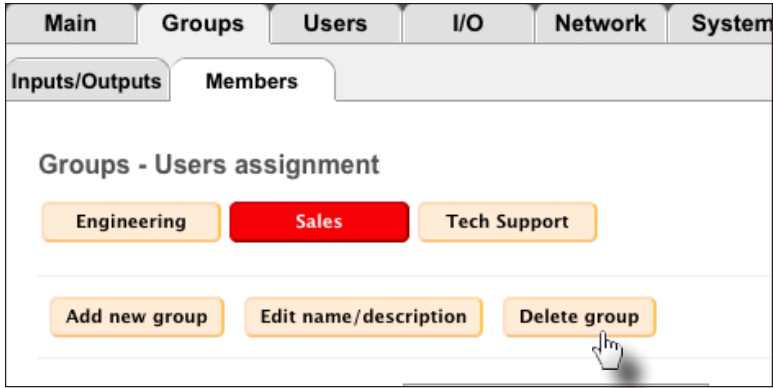 Main Groups Users I/O Network System
Inputs/Outputs Members
Groups - Users assignment
Engineering Sales Tech Support
Add new group Edit name/description Delete group